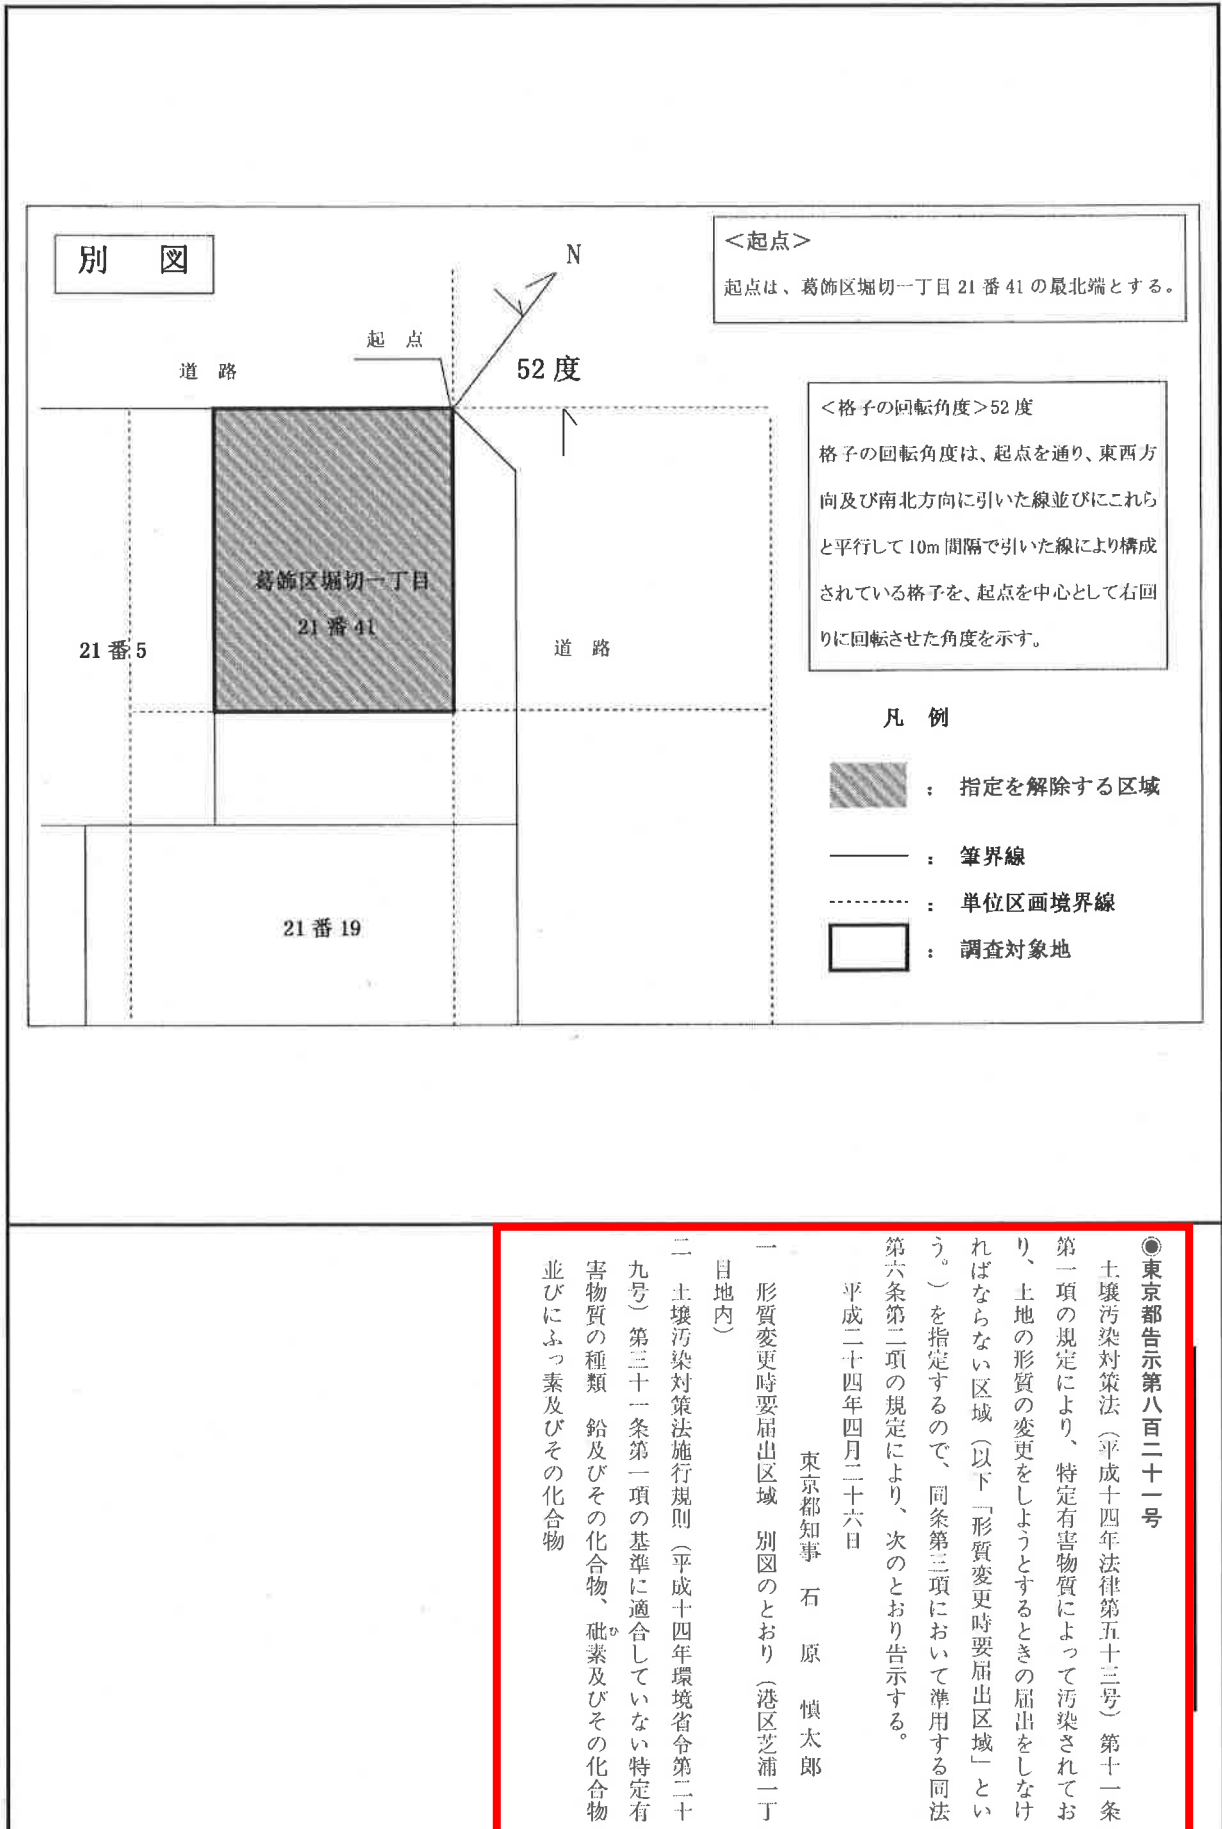 別　図
N
<起点>
起点は、葛飾区堀切一丁目21番41の最北端とする。
起　点
道　路
52度
<格子の回転角度>52度
格子の回転角度は、起点を通り、東西方
向及び南北方向に引いた線並びにこれら
と平行して10m間隔で引いた線により構成
されている格子を、起点を中心として右回
りに回転させた角度を示す。
葛飾区堀切一丁目
21番41
21番5
道　路
凡　例
：　指定を解除する区域
：　筆界線
：　単位区画境界線
：　調査対象地
21番19
◉東京都告示第八百二十一号
土壌汚染対策法（平成十四年法律第五十三号）第十一条
第一項の規定により、特定有害物質によって汚染されてお
り、土地の形質の変更をしようとするときの届出をしなけ
ればならない区域（以下「形質変更時要届出区域」とい
う。）を指定するので、同条第三項において準用する同法
第六条第二項の規定により、次のとおり告示する。
平成二十四年四月二十六日
東京都知事　石　原　慎太郎
一　形質変更時要届出区域　別図のとおり（港区芝浦一丁
目地内）
二　土壌汚染対策法施行規則（平成十四年環境省令第二十
九号）第三十一条第一項の基準に適合していない特定有
害物質の種類　鉛及びその化合物、砒ひ素及びその化合物
並びにふっ素及びその化合物